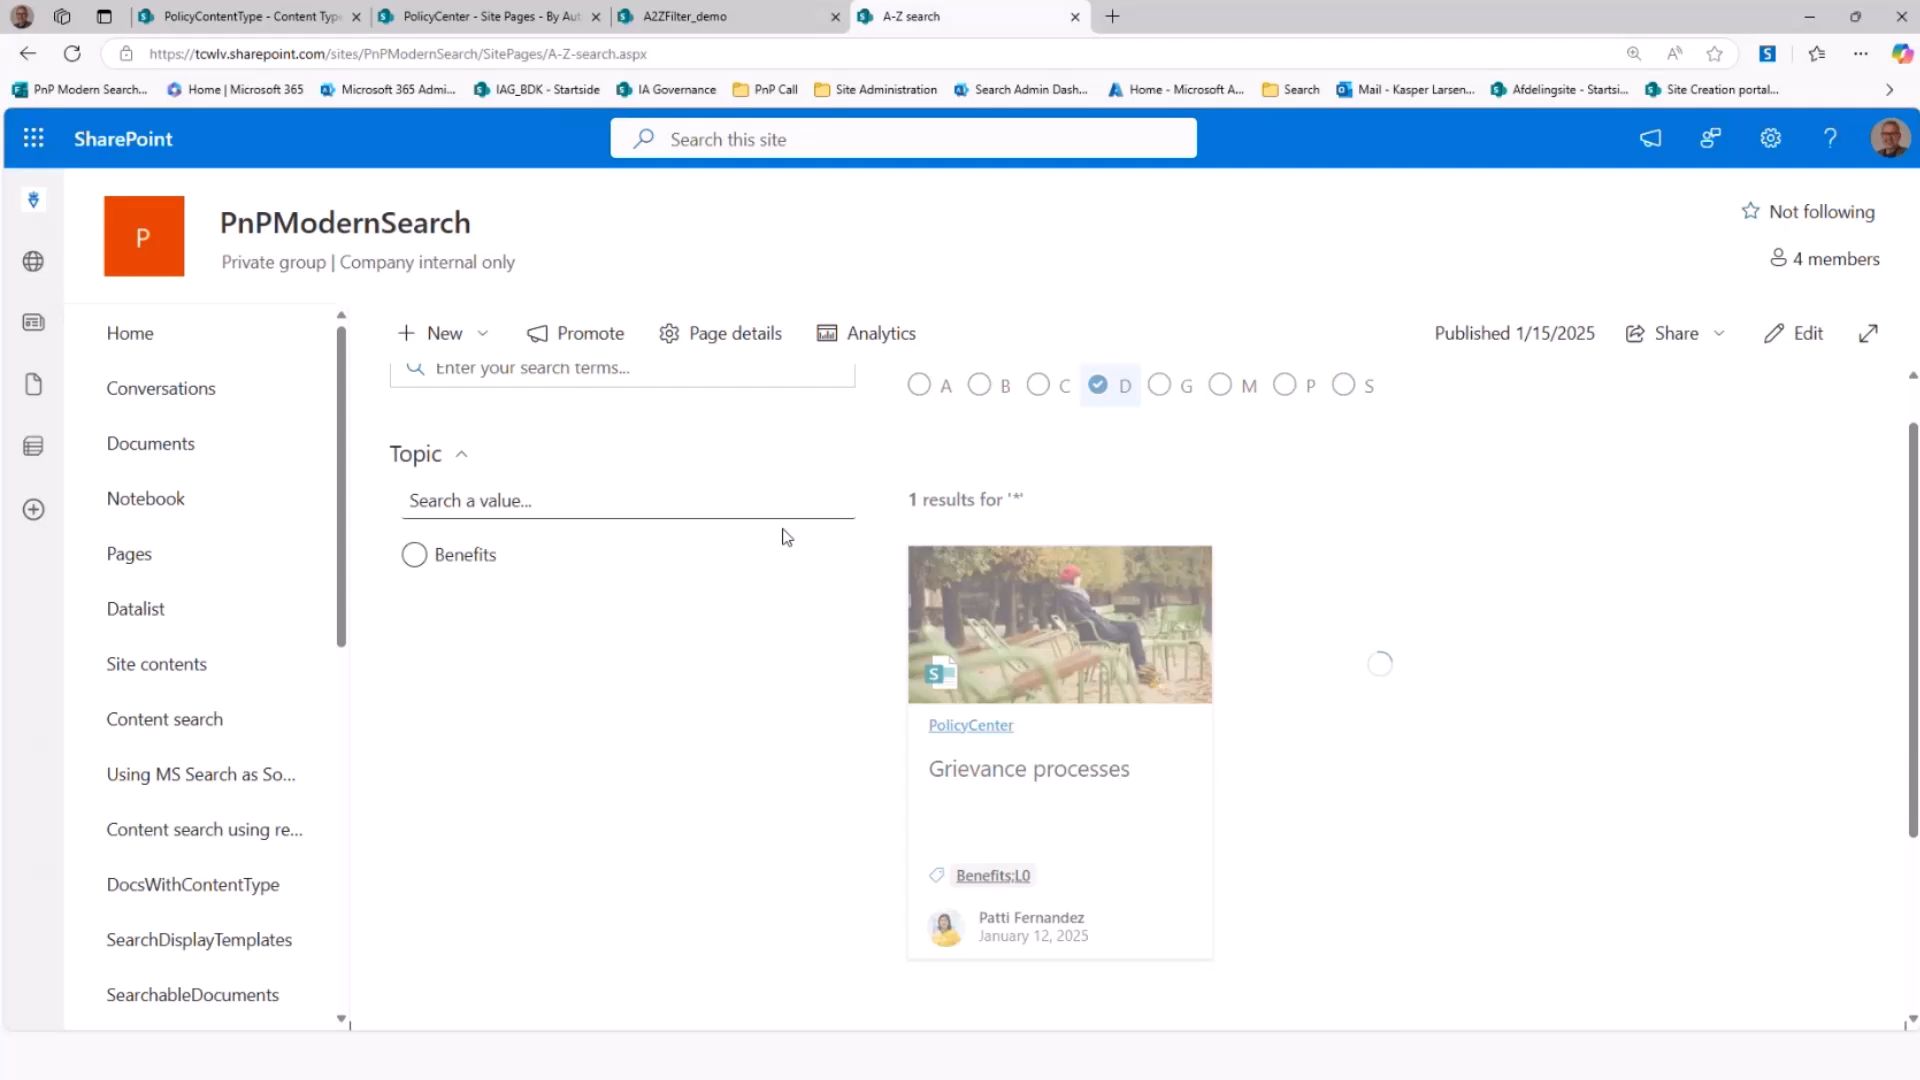 PolicyContentType - Content Type
PolicyCenter - Site Pages - By Aut
A2ZFilter_demo
A-Z search
https://tcwlv.sharepoint.com/sites/PnPModernSearch/SitePages/A-Z-search.aspx
PnP Modern Search...
Home | Microsoft 365
Microsoft 365 Admi...
IAG_BDK - Startside
IA Governance
PnP Call
Site Administration
Search Admin Dash...
Home - Microsoft A...
Search
Mail - Kasper Larsen...
Afdelingsite - Startsi...
Site Creation portal...
SharePoint
Search this site
P
PnPModernSearch
Private group | Company internal only
Not following
4 members
Home
Conversations
Documents
Notebook
Pages
Datalist
Site contents
Content search
Using MS Search as So...
Content search using re...
DocsWithContentType
SearchDisplayTemplates
SearchableDocuments
New
Promote
Page details
Analytics
Published 1/15/2025
Share
Edit
Enter your search terms...
A B C D G M P S
Topic
Search a value...
Benefits
1 results for '*'
S
PolicyCenter
Grievance processes
Benefits;L0
Patti Fernandez
January 12, 2025